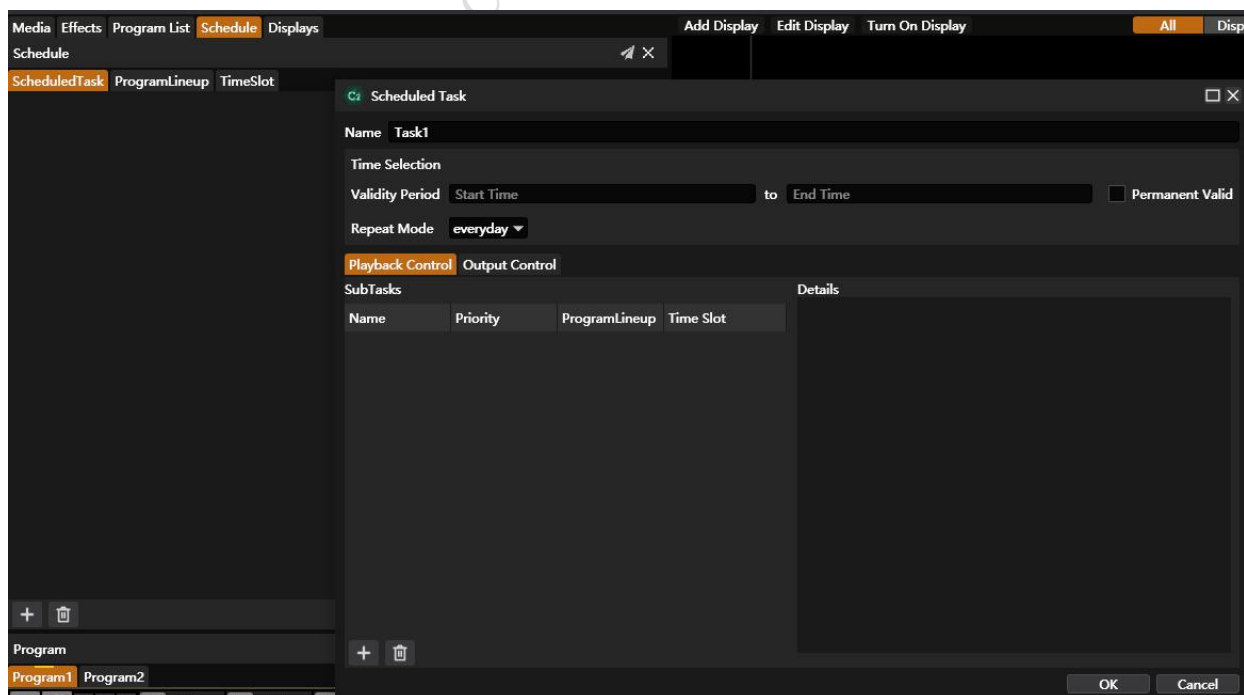 Media Effects Program List Schedule Displays Add Display Edit Display Turn On Display All Disp
Schedule
ScheduledTask ProgramLineup TimeSlot
Scheduled Task
Name Task1
Time Selection
Validity Period Start Time to End Time Permanent Valid
Repeat Mode everyday
Playback Control Output Control
SubTasks Details
Name Priority ProgramLineup Time Slot
Program
Program1 Program2
OK Cancel